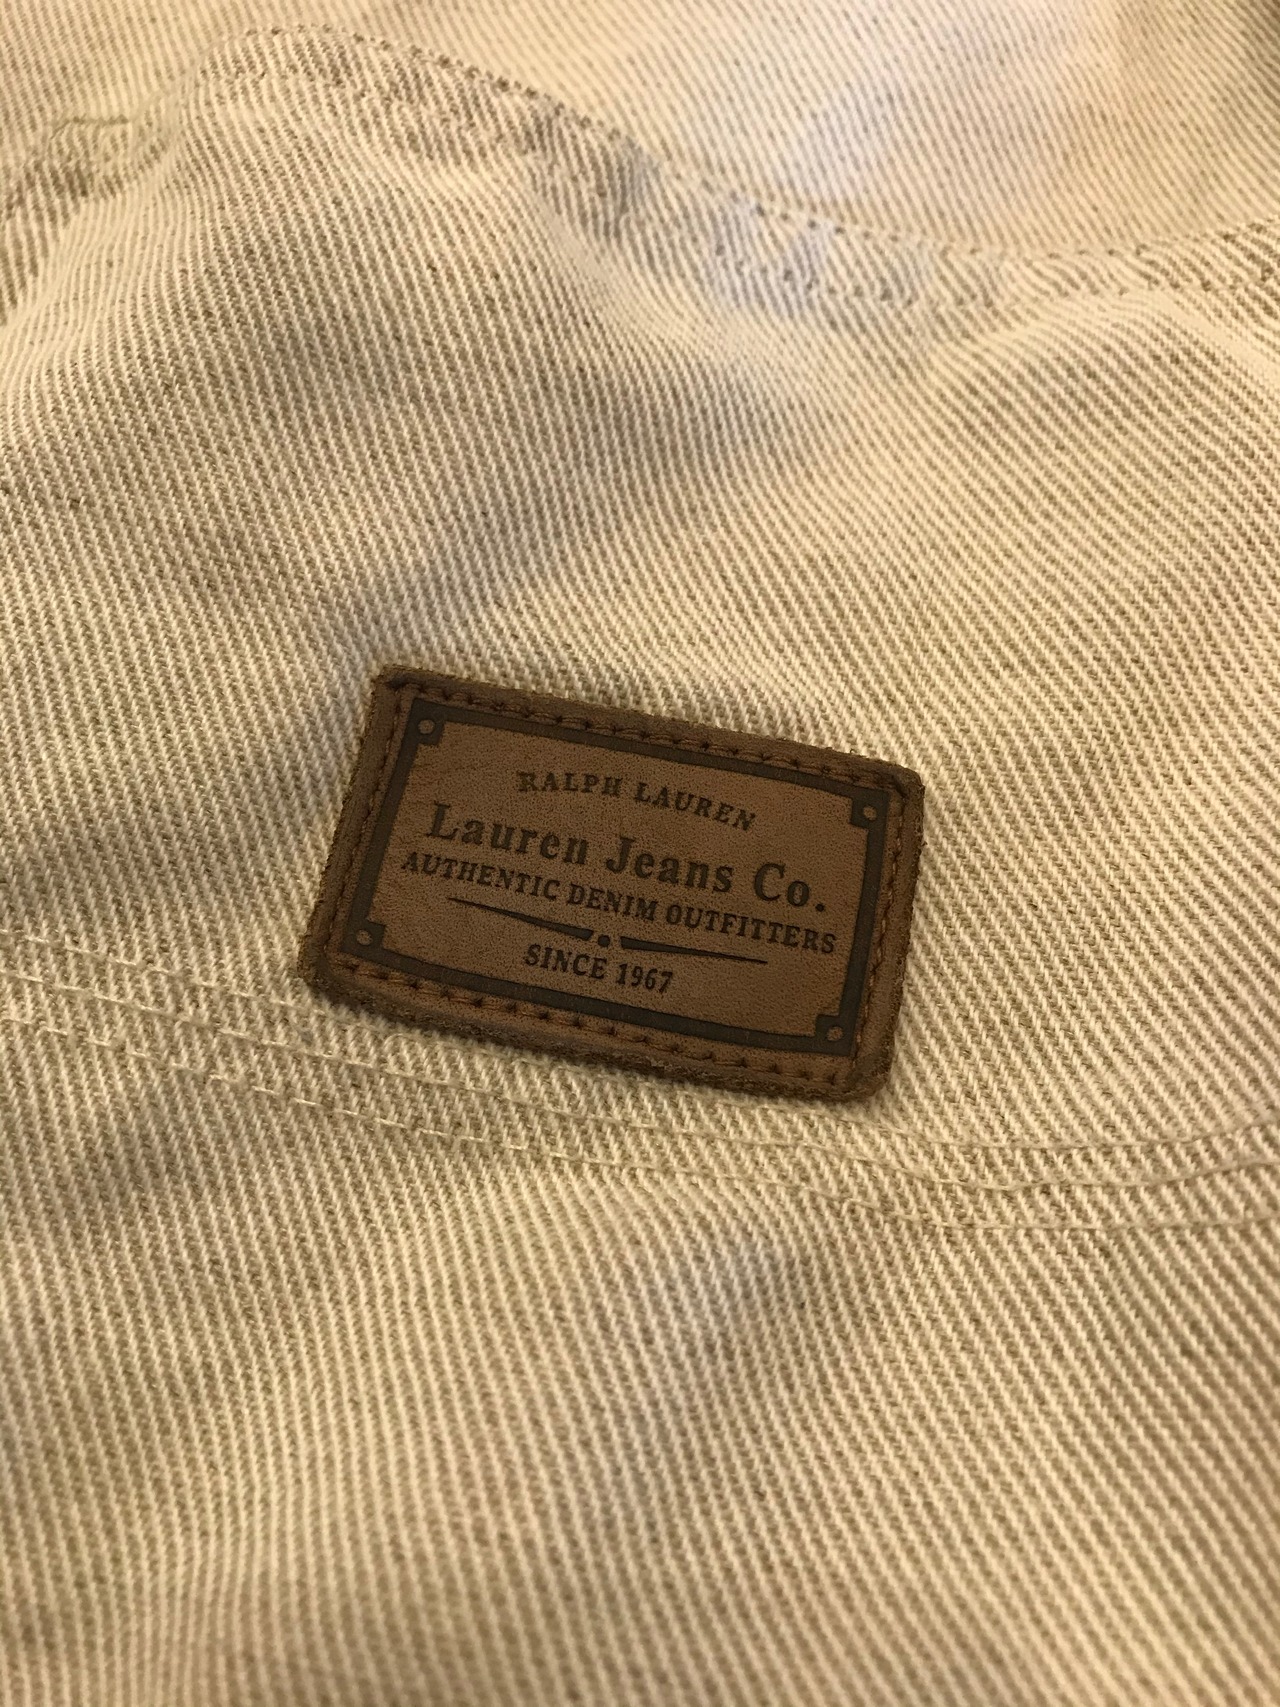 RALPH LAUREN
Lauren Jeans Co.
AUTHENTIC DENIM OUTFITTERS
SINCE 1967